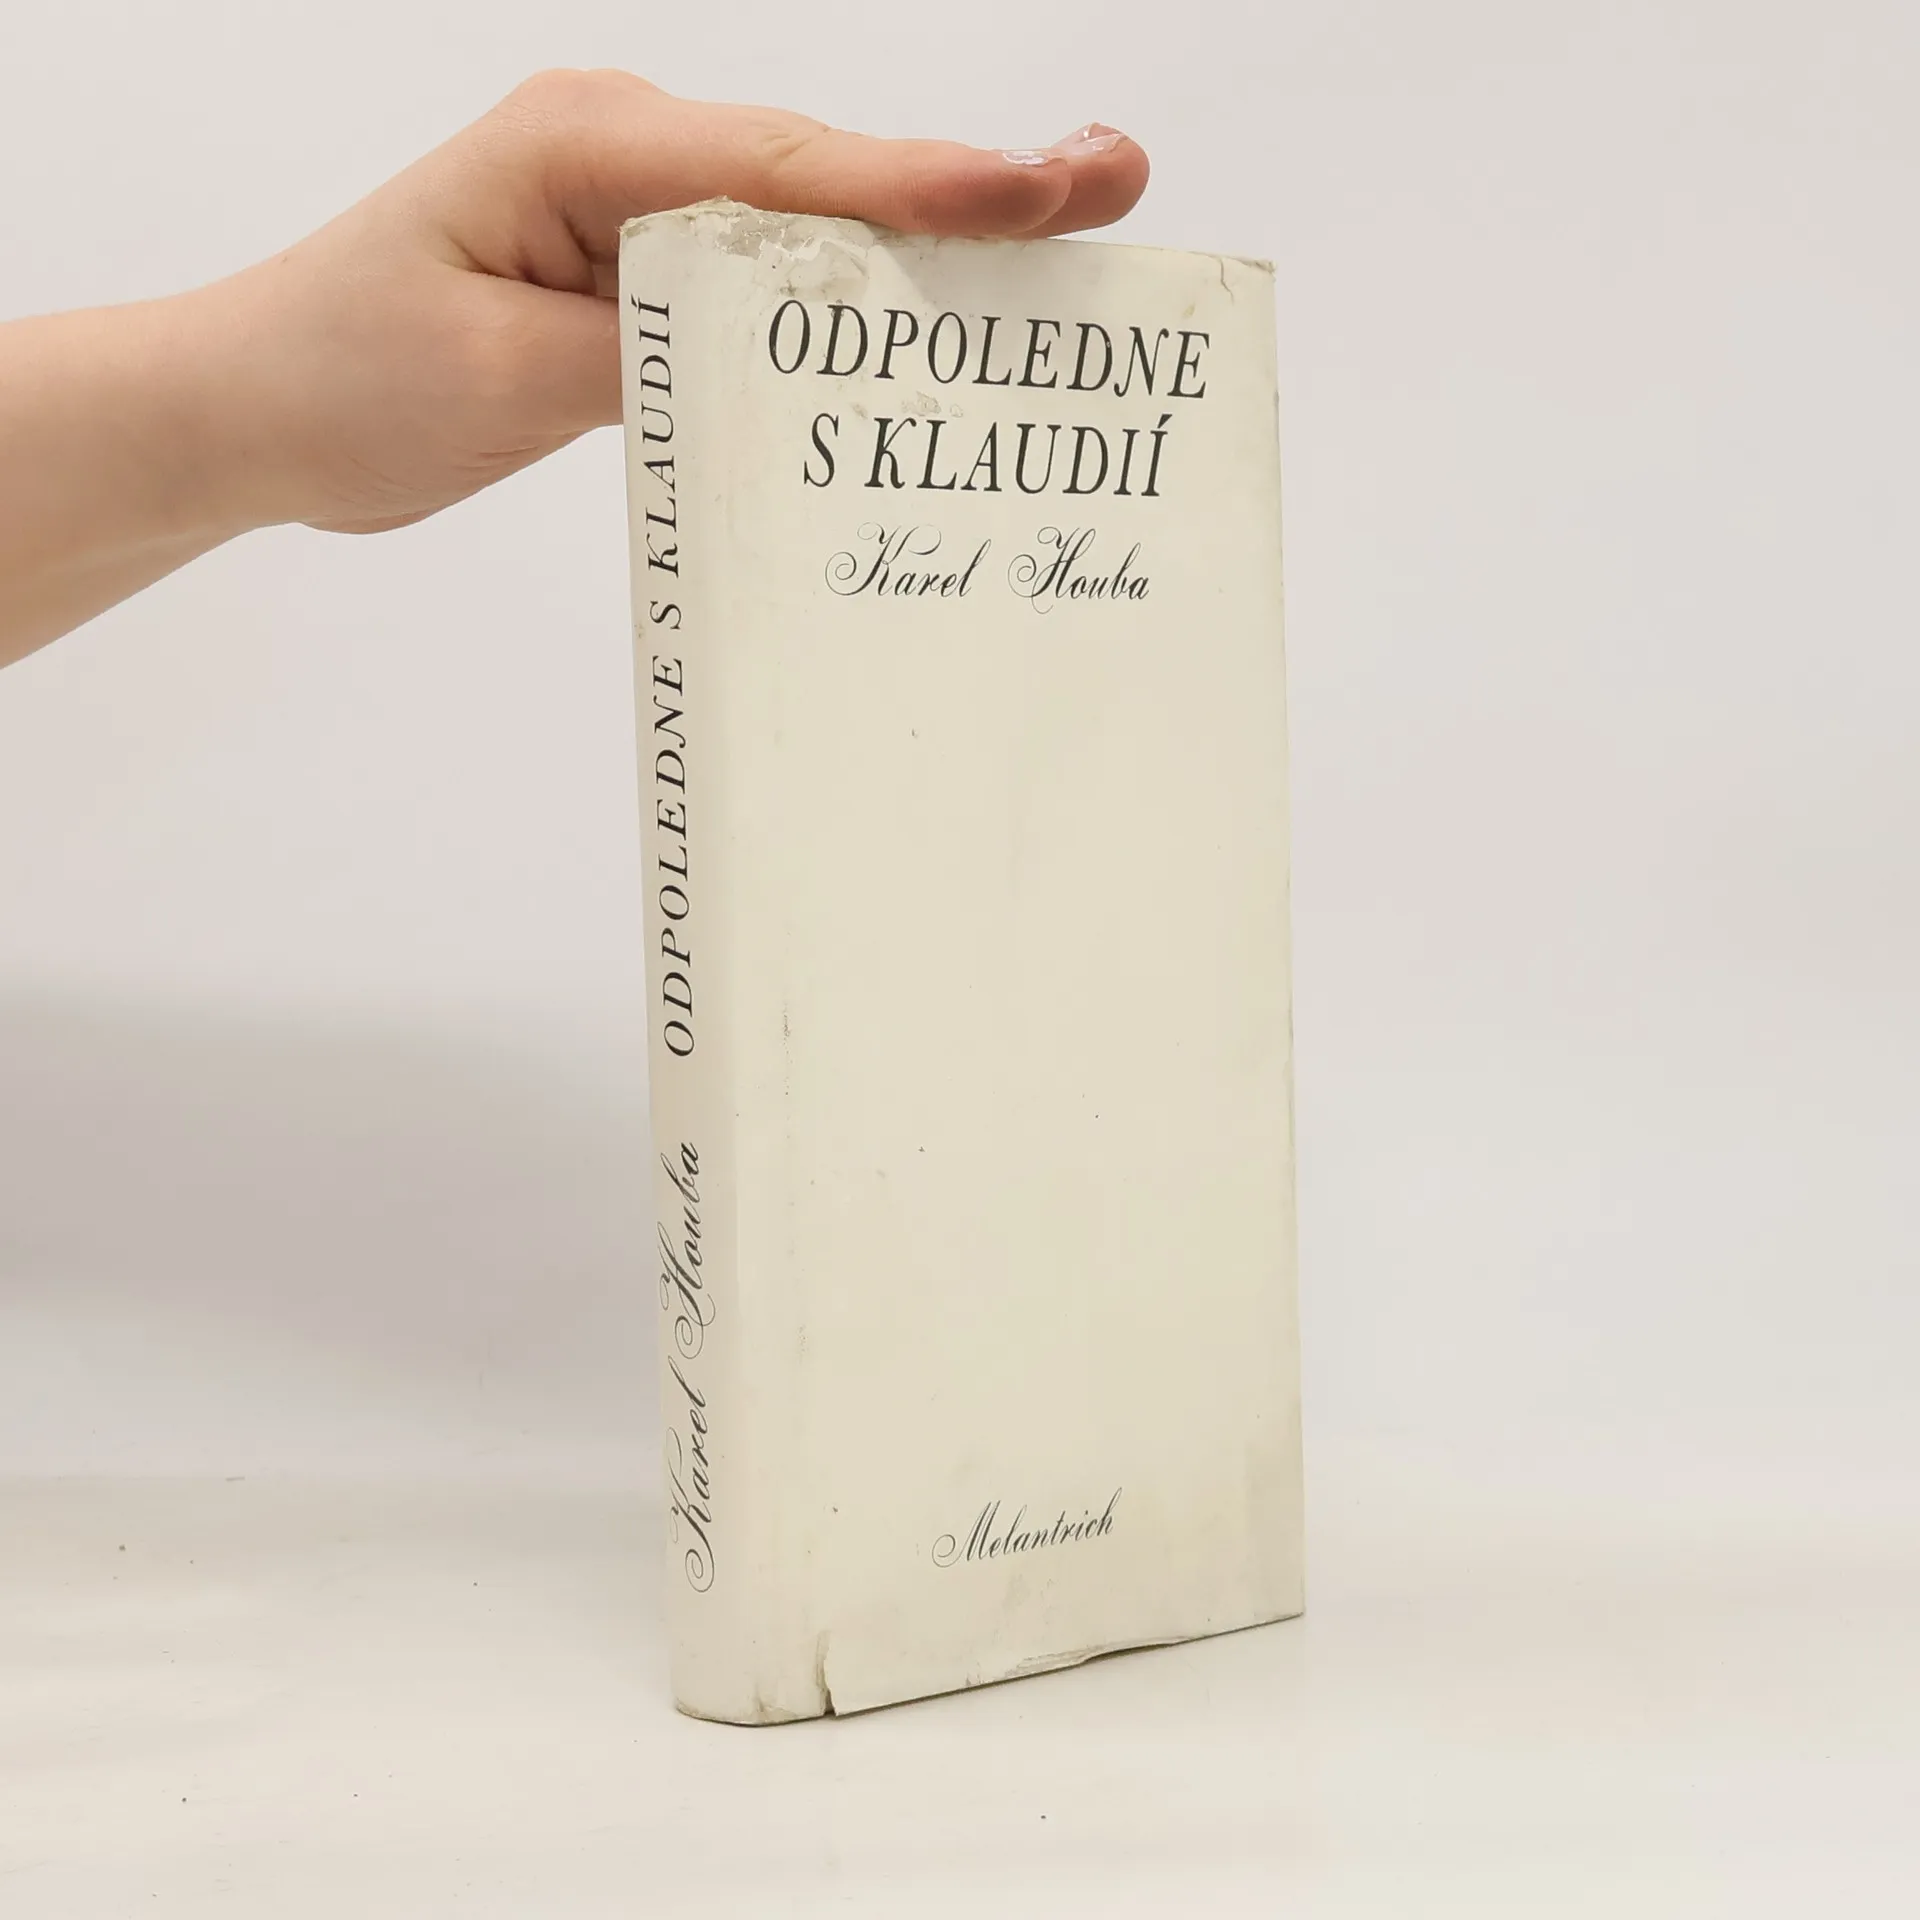 ODPOLEDNE
S KLAUDIÍ
Karel Houba
Melantrich
Karel Houba ODPOLEDNE S KLAUDIÍ